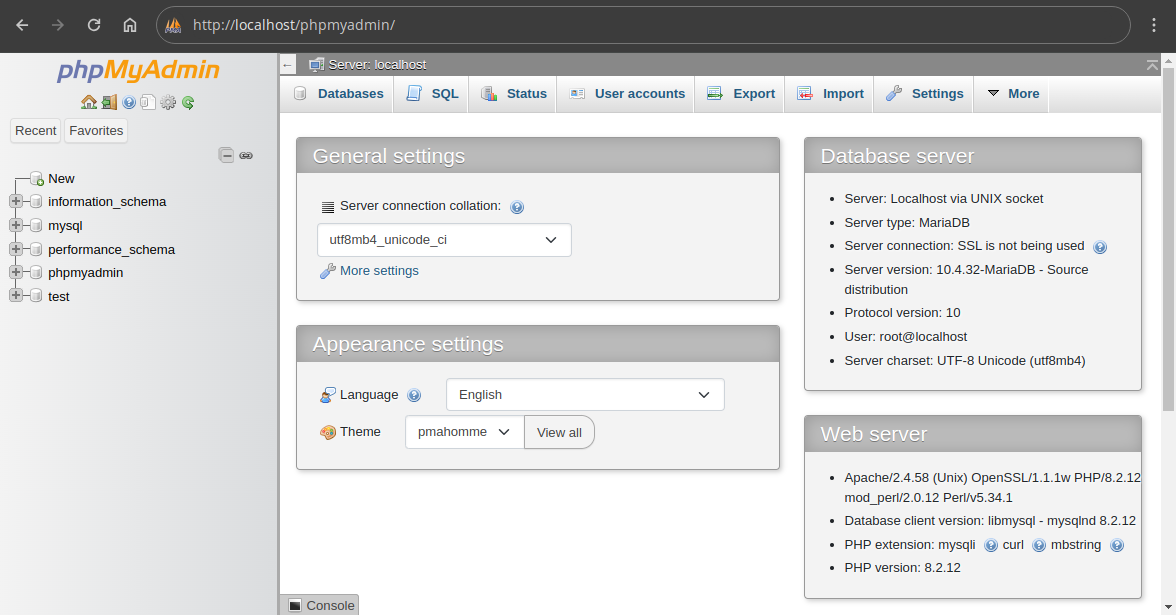 http://localhost/phpmyadmin/
phpMyAdmin
Recent
Favorites
New
information_schema
mysql
performance_schema
phpmyadmin
test
Server: localhost
Databases
SQL
Status
User accounts
Export
Import
Settings
More
General settings
Server connection collation:
utf8mb4_unicode_ci
More settings
Appearance settings
Language
English
Theme
pmahomme
View all
Database server
Server: Localhost via UNIX socket
Server type: MariaDB
Server connection: SSL is not being used
Server version: 10.4.32-MariaDB - Source
distribution
Protocol version: 10
User: root@localhost
Server charset: UTF-8 Unicode (utf8mb4)
Web server
Apache/2.4.58 (Unix) OpenSSL/1.1.1w PHP/8.2.12
mod_perl/2.0.12 Perl/v5.34.1
Database client version: libmysql - mysqlnd 8.2.12
PHP extension: mysqli curl mbstring
PHP version: 8.2.12
Console